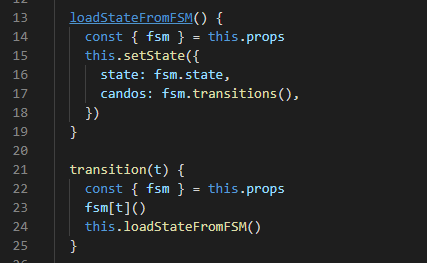 13 loadStateFromFSM() {
14 const { fsm } = this.props
15 this.setState({
16 state: fsm.state,
17 candos: fsm.transitions(),
18 })
19 }
20
21 transition(t) {
22 const { fsm } = this.props
23 fsm[t]()
24 this.loadStateFromFSM()
25 }